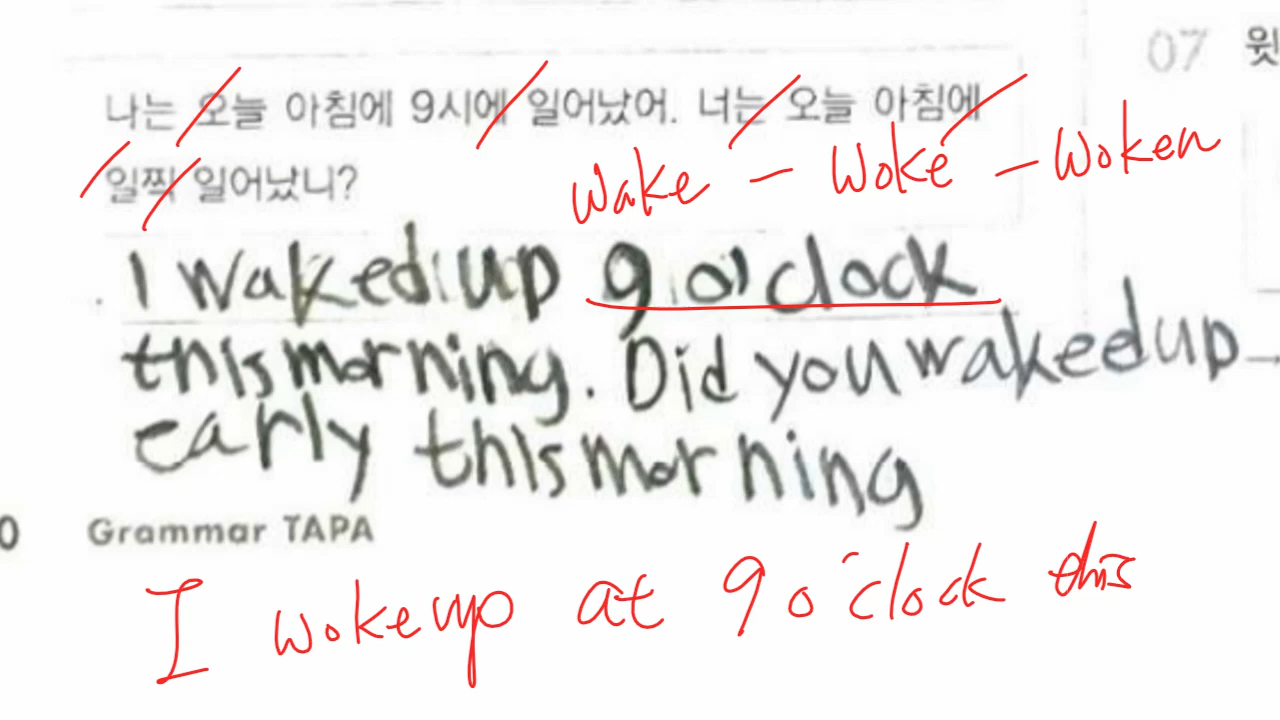 07 윗
나는 오늘 아침에 9시에 일어났어. 너는 오늘 아침에
일찍 일어났니?
Wake – Woke – Woken
I waked up 9 o'clock
this morning. Did you waked up
early this morning
0 Grammar TAPA
I woke up at 9 o'clock this